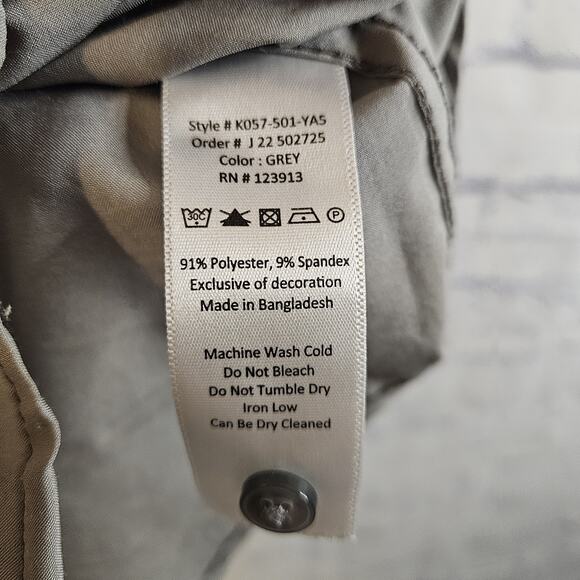 Style # K057-501-YA5
Order # J 22 502725
Color : GREY
RN # 123913
30C P
91% Polyester, 9% Spandex
Exclusive of decoration
Made in Bangladesh
Machine Wash Cold
Do Not Bleach
Do Not Tumble Dry
Iron Low
Can Be Dry Cleaned